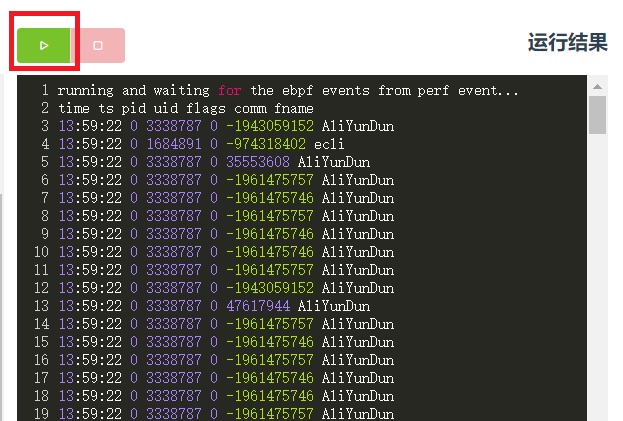 运行结果
1 running and waiting for the ebpf events from perf event...
2 time ts pid uid flags comm fname
3 13:59:22 0 3338787 0 -1943059152 AliYunDun
4 13:59:22 0 1684891 0 -974318402 ecli
5 13:59:22 0 3338787 0 35553608 AliYunDun
6 13:59:22 0 3338787 0 -1961475757 AliYunDun
7 13:59:22 0 3338787 0 -1961475746 AliYunDun
8 13:59:22 0 3338787 0 -1961475757 AliYunDun
9 13:59:22 0 3338787 0 -1961475746 AliYunDun
10 13:59:22 0 3338787 0 -1961475746 AliYunDun
11 13:59:22 0 3338787 0 -1961475757 AliYunDun
12 13:59:22 0 3338787 0 -1943059152 AliYunDun
13 13:59:22 0 3338787 0 47617944 AliYunDun
14 13:59:22 0 3338787 0 -1961475757 AliYunDun
15 13:59:22 0 3338787 0 -1961475746 AliYunDun
16 13:59:22 0 3338787 0 -1961475757 AliYunDun
17 13:59:22 0 3338787 0 -1961475746 AliYunDun
18 13:59:22 0 3338787 0 -1961475746 AliYunDun
19 13:59:22 0 3338787 0 -1961475757 AliYunDun